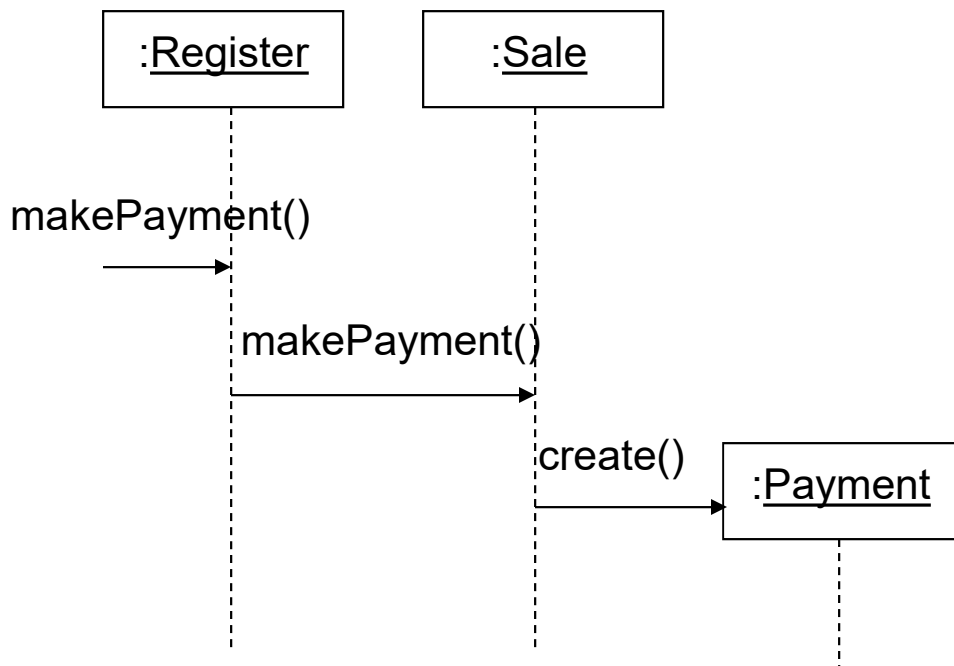 :Register
:Sale
makePayment()
makePayment()
create()
:Payment